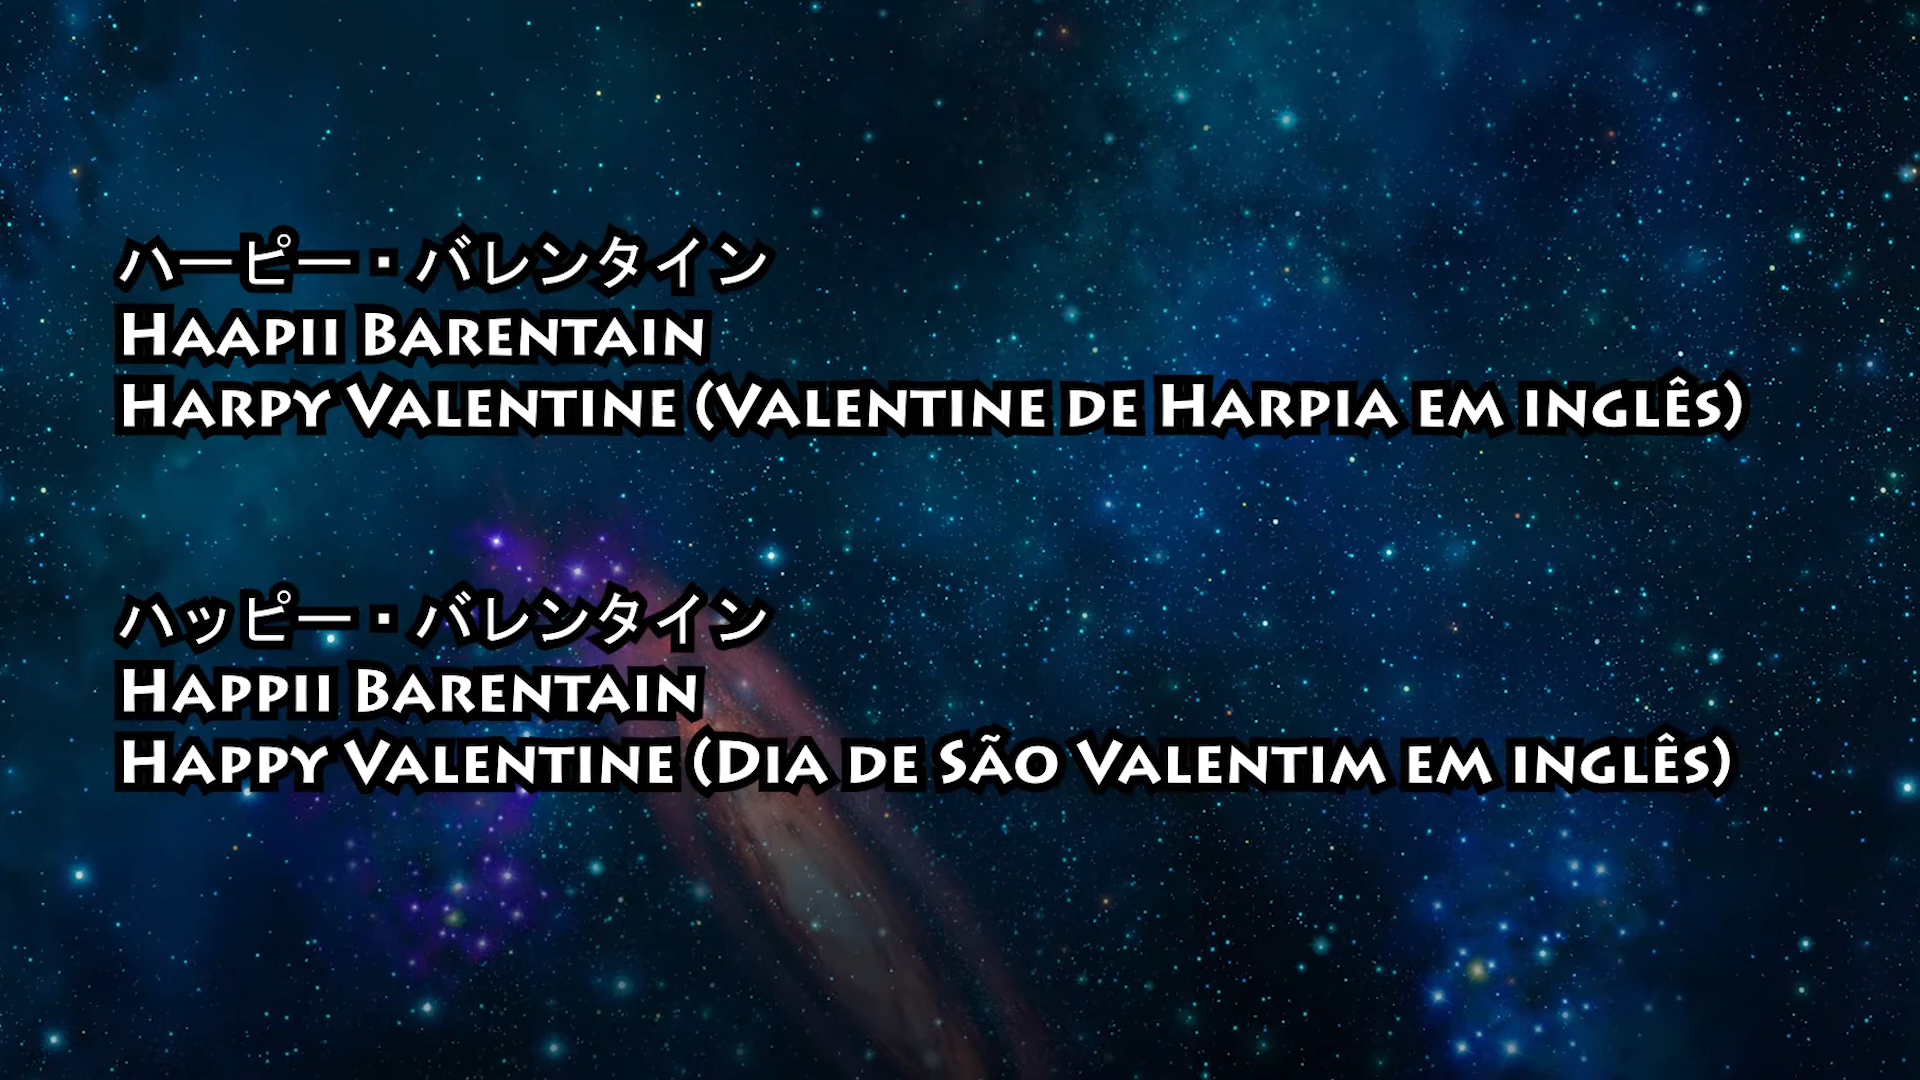 ハーピー・バレンタイン
Haapii Barentain
Harpy Valentine (Valentine de Harpia em inglês)
ハッピー・バレンタイン
Happii Barentain
Happy Valentine (Dia de São Valentim em inglês)